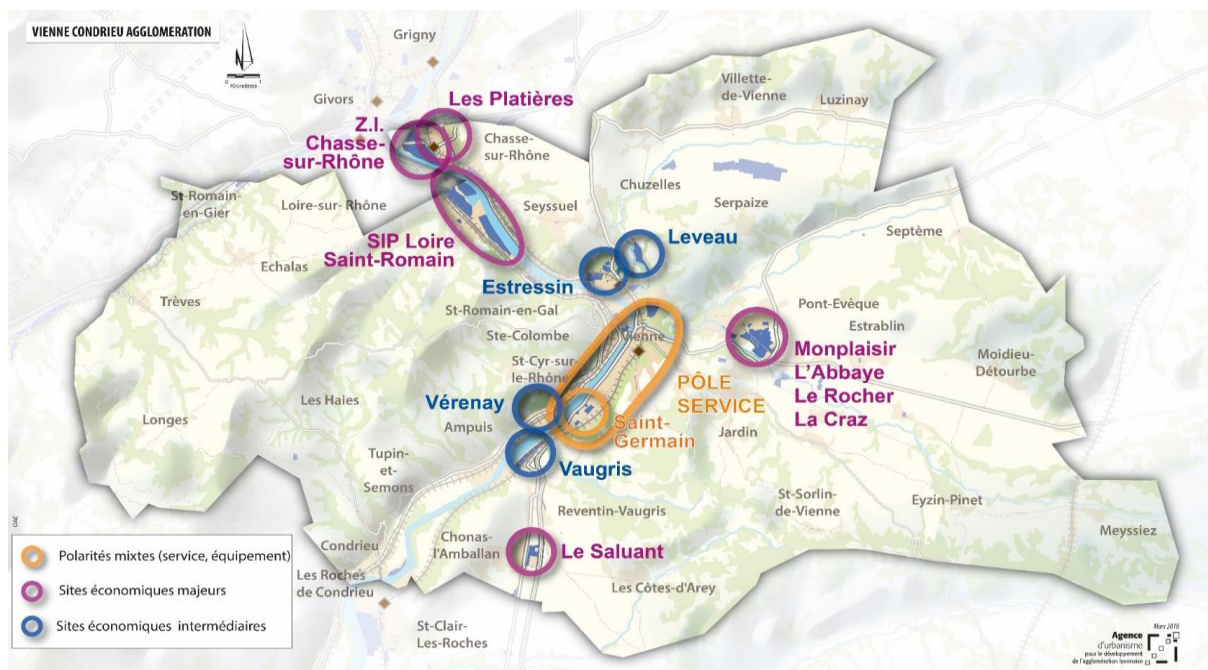 VIENNE CONDRIEU AGGLOMERATION
0 1
Kilomètres
Grigny
Givors
Les Platières
Z.I.
Chasse-
sur-Rhône
Chasse-
sur-Rhône
Villette-
de-Vienne
Luzinay
St-Romain-
en-Gier
Loire-sur- Rhône
Seyssuel
Chuzelles
Serpaize
SIP Loire
Saint-Romain
Leveau
Septème
Echalas
Estressin
Trèves
St-Romain-en-Gal
Pont-Evêque
Ste-Colombe
Vienne
Estrablin
St-Cyr-sur-
le-Rhône
Monplaisir
L'Abbaye
Le Rocher
La Craz
Moidieu-
Détourbe
PÔLE
SERVICE
Les Haies
Vérenay
Longes
Ampuis
Saint-
Germain
Jardin
Tupin-
et-
Semons
Vaugris
St-Sorlin-
de-Vienne
Eyzin-Pinet
Reventin-Vaugris
Meyssiez
Chonas-
l'Amballan
Le Saluant
Condrieu
Les Roches
de Condrieu
Les Côtes-d'Arey
St-Clair-
Les-Roches
CAE
Polarités mixtes (service, équipement)
Sites économiques majeurs
Sites économiques intermédiaires
Mars 2018
Agence
d'urbanisme
pour le développement
de l'agglomération lyonnaise